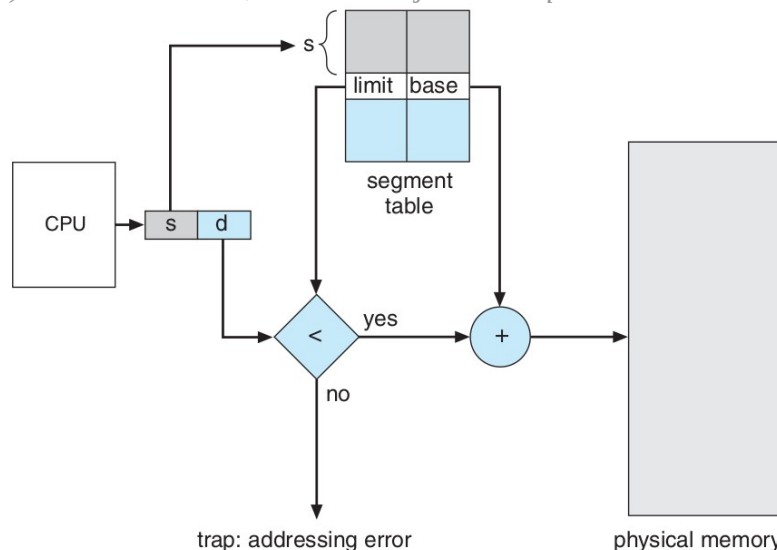 s
limit base
segment
table
CPU
s d
< yes +
no
trap: addressing error
physical memory